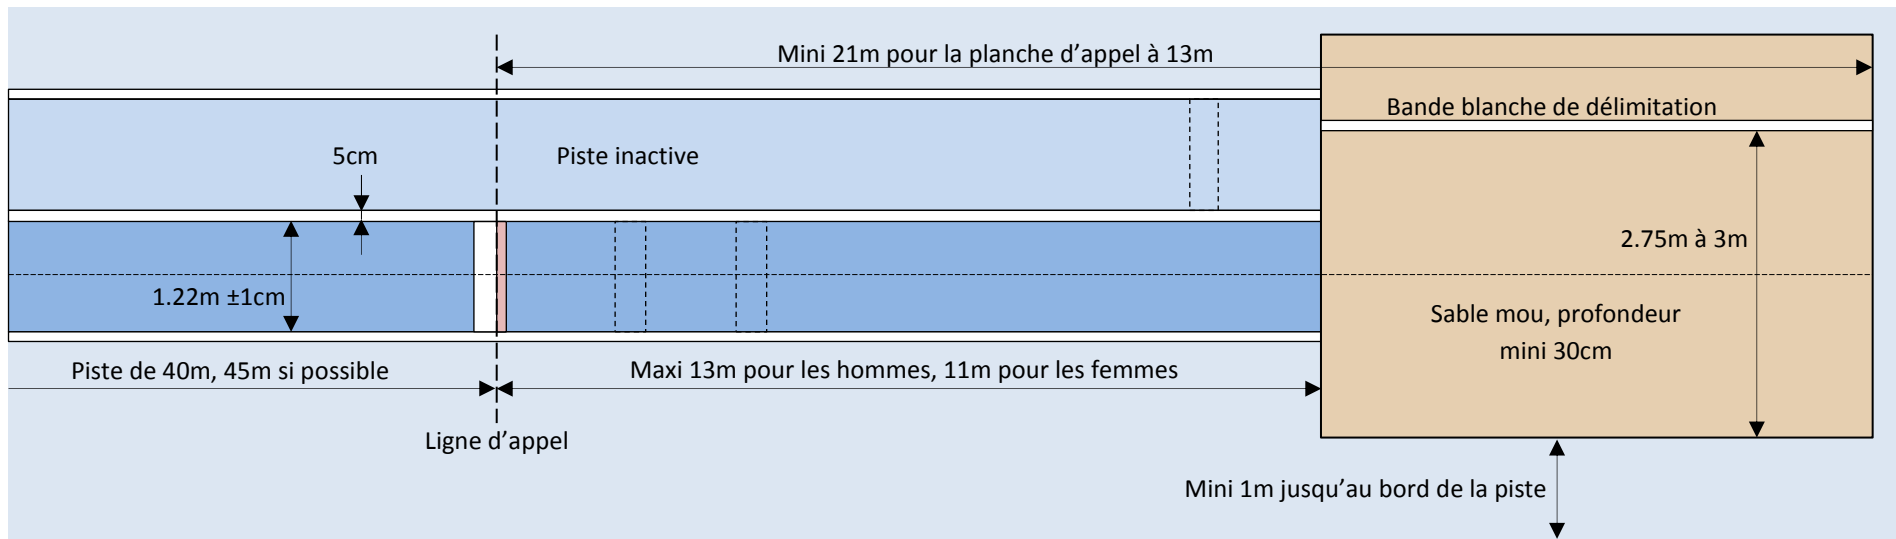 Mini 21m pour la planche d’appel à 13m
Bande blanche de délimitation
5cm
Piste inactive
2.75m à 3m
1.22m ±1cm
Sable mou, profondeur
mini 30cm
Piste de 40m, 45m si possible
Maxi 13m pour les hommes, 11m pour les femmes
Ligne d’appel
Mini 1m jusqu’au bord de la piste